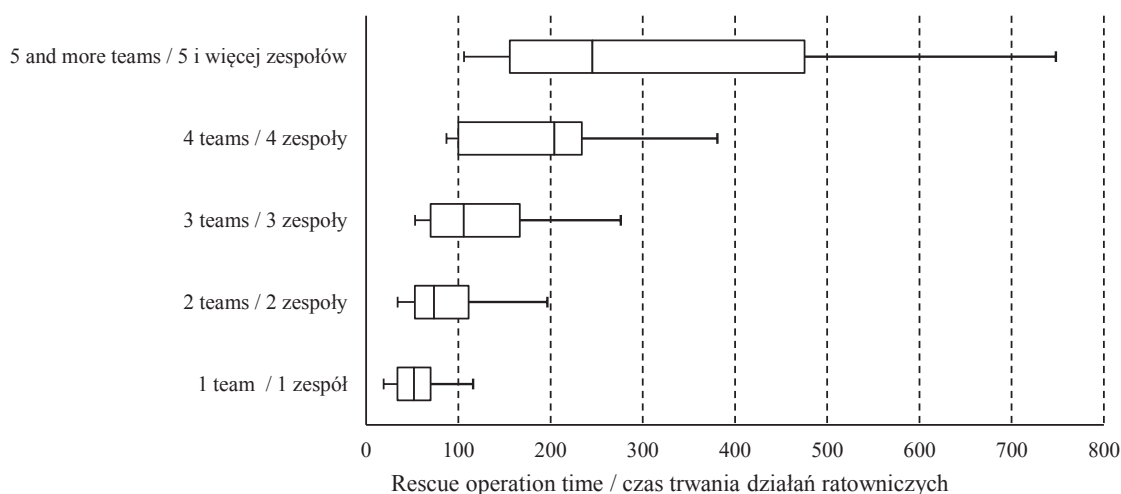 5 and more teams / 5 i więcej zespołów
4 teams / 4 zespoły
3 teams / 3 zespoły
2 teams / 2 zespoły
1 team / 1 zespół
0 100 200 300 400 500 600 700 800
Rescue operation time / czas trwania działań ratowniczych